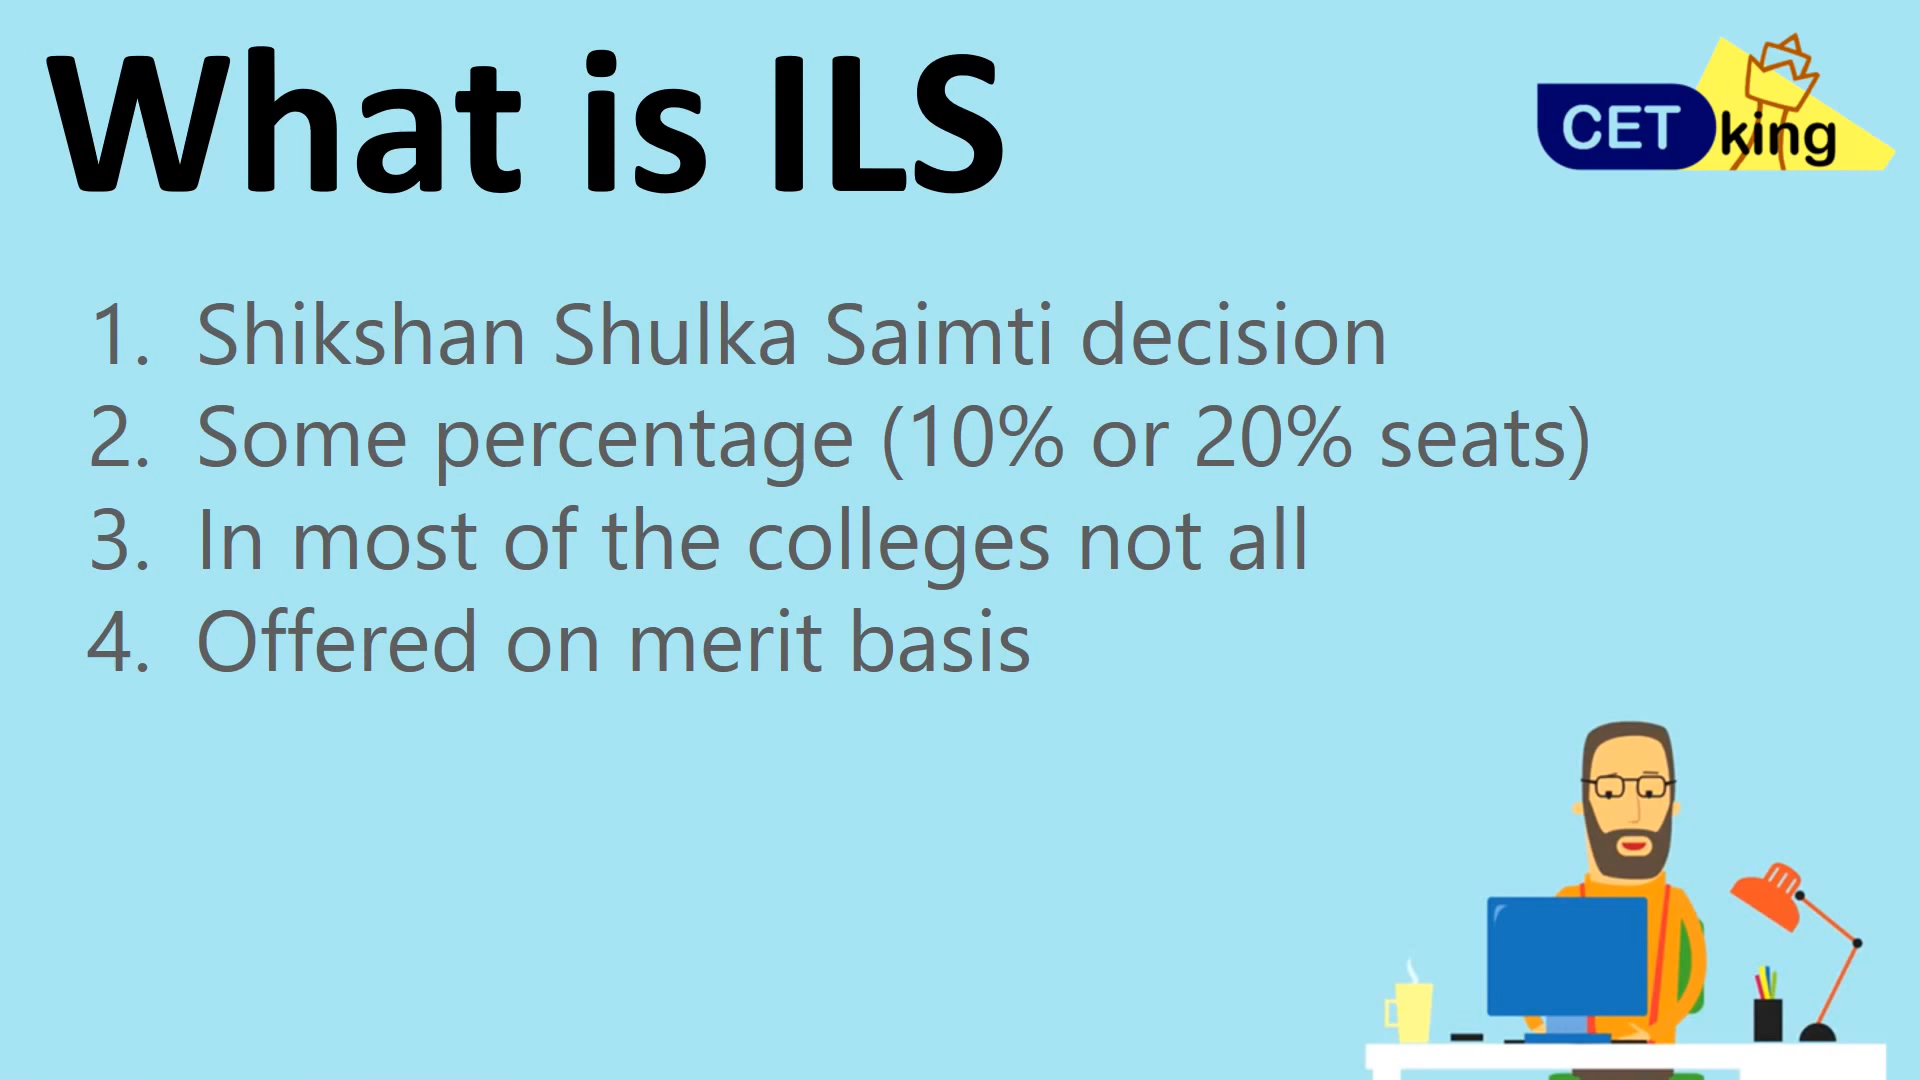 What is ILS
CET king
1. Shikshan Shulka Saimti decision
2. Some percentage (10% or 20% seats)
3. In most of the colleges not all
4. Offered on merit basis